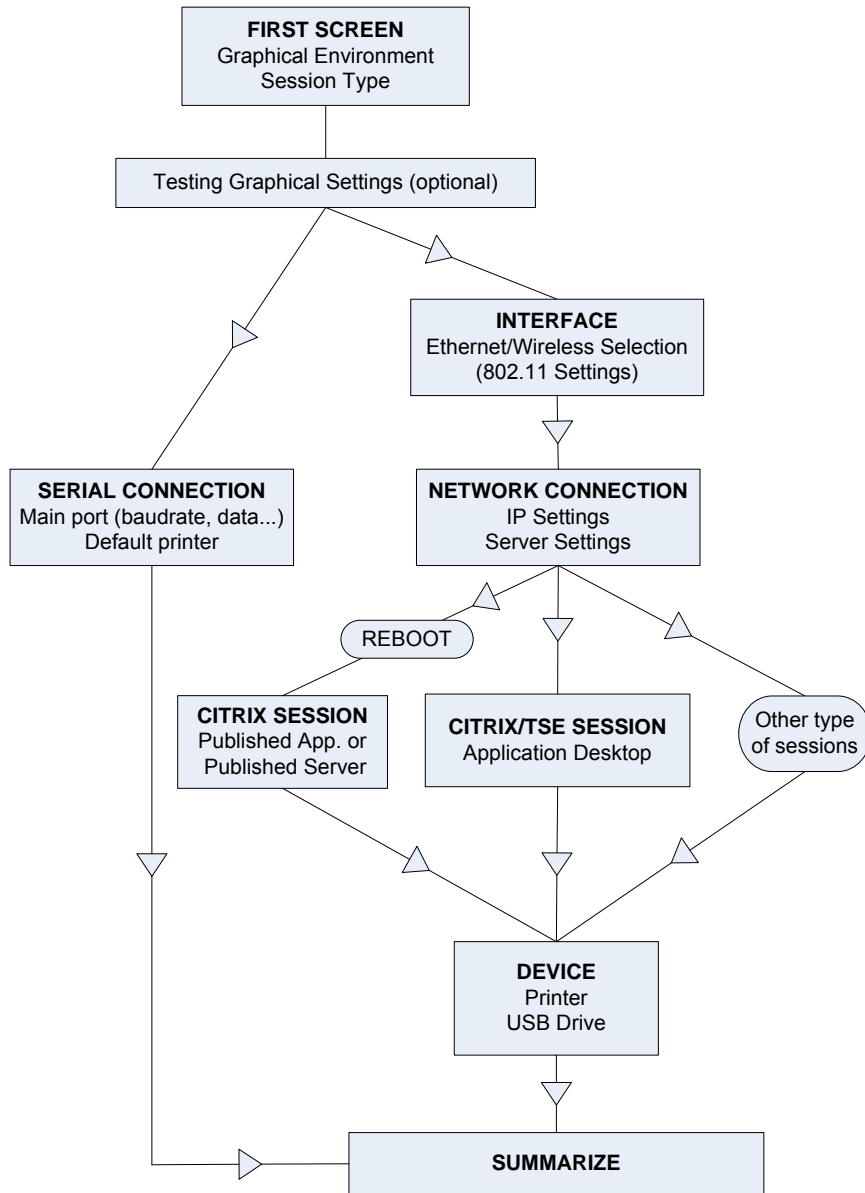 FIRST SCREEN
Graphical Environment
Session Type
Testing Graphical Settings (optional)
INTERFACE
Ethernet/Wireless Selection
(802.11 Settings)
SERIAL CONNECTION
Main port (baudrate, data...)
Default printer
NETWORK CONNECTION
IP Settings
Server Settings
REBOOT
CITRIX SESSION
Published App. or
Published Server
CITRIX/TSE SESSION
Application Desktop
Other type
of sessions
DEVICE
Printer
USB Drive
SUMMARIZE